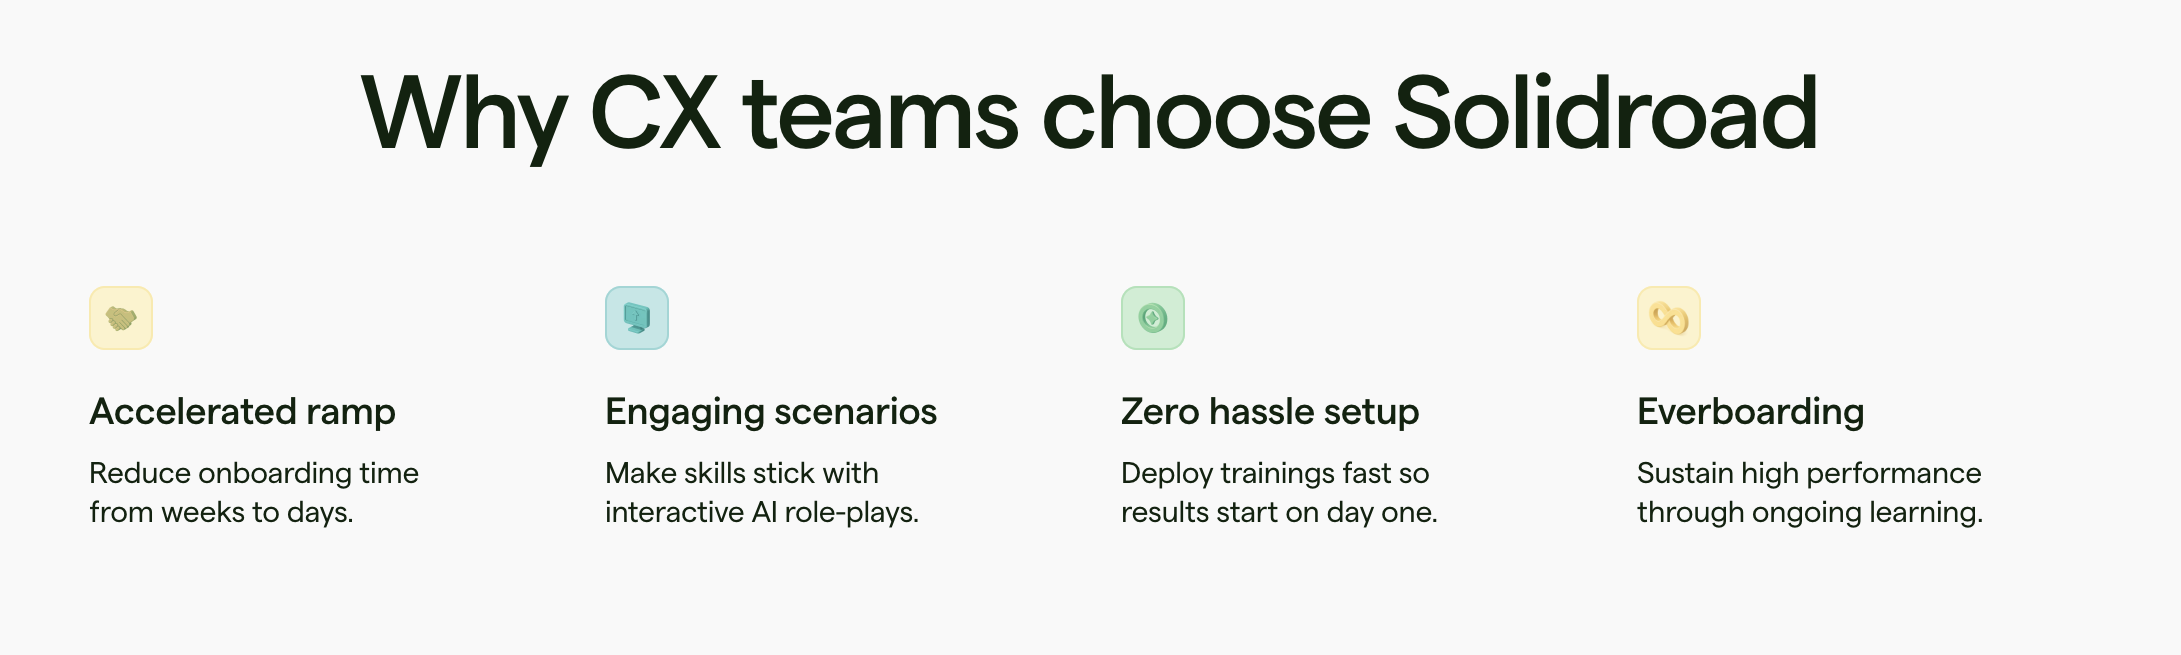 Why CX teams choose Solidroad
Accelerated ramp
Reduce onboarding time
from weeks to days.
Engaging scenarios
Make skills stick with
interactive AI role-plays.
Zero hassle setup
Deploy trainings fast so
results start on day one.
Everboarding
Sustain high performance
through ongoing learning.